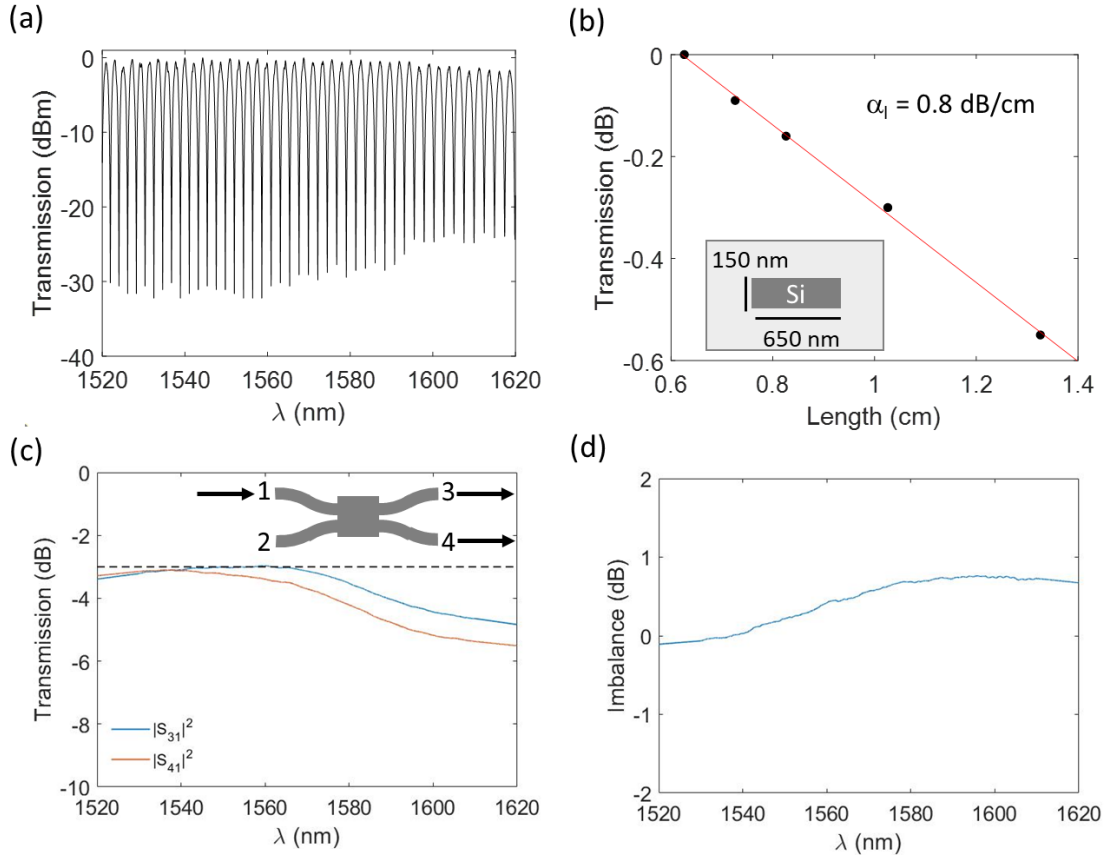 (a)
0
-10
-20
-30
-40
Transmission (dBm)
1520 1540 1560 1580 1600 1620
λ (nm)
(b)
0
-0.2
-0.4
-0.6
Transmission (dB)
αl = 0.8 dB/cm
150 nm
Si
650 nm
0.6 0.8 1 1.2 1.4
Length (cm)
(c)
0
-2
-4
-6
-8
-10
Transmission (dB)
1 3
2 4
|S31|²
|S41|²
1520 1540 1560 1580 1600 1620
λ (nm)
(d)
2
1
0
-1
-2
Imbalance (dB)
1520 1540 1560 1580 1600 1620
λ (nm)